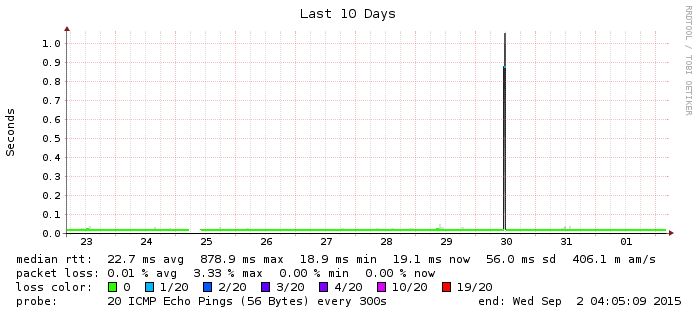 Last 10 Days
RRDTOOL / TOBI OETIKER
Seconds
1.0
0.9
0.8
0.7
0.6
0.5
0.4
0.3
0.2
0.1
0.0
23 24 25 26 27 28 29 30 31 01
median rtt: 22.7 ms avg 878.9 ms max 18.9 ms min 19.1 ms now 56.0 ms sd 406.1 m am/s
packet loss: 0.01 % avg 3.33 % max 0.00 % min 0.00 % now
loss color: 0 1/20 2/20 3/20 4/20 10/20 19/20
probe: 20 ICMP Echo Pings (56 Bytes) every 300s end: Wed Sep 2 04:05:09 2015